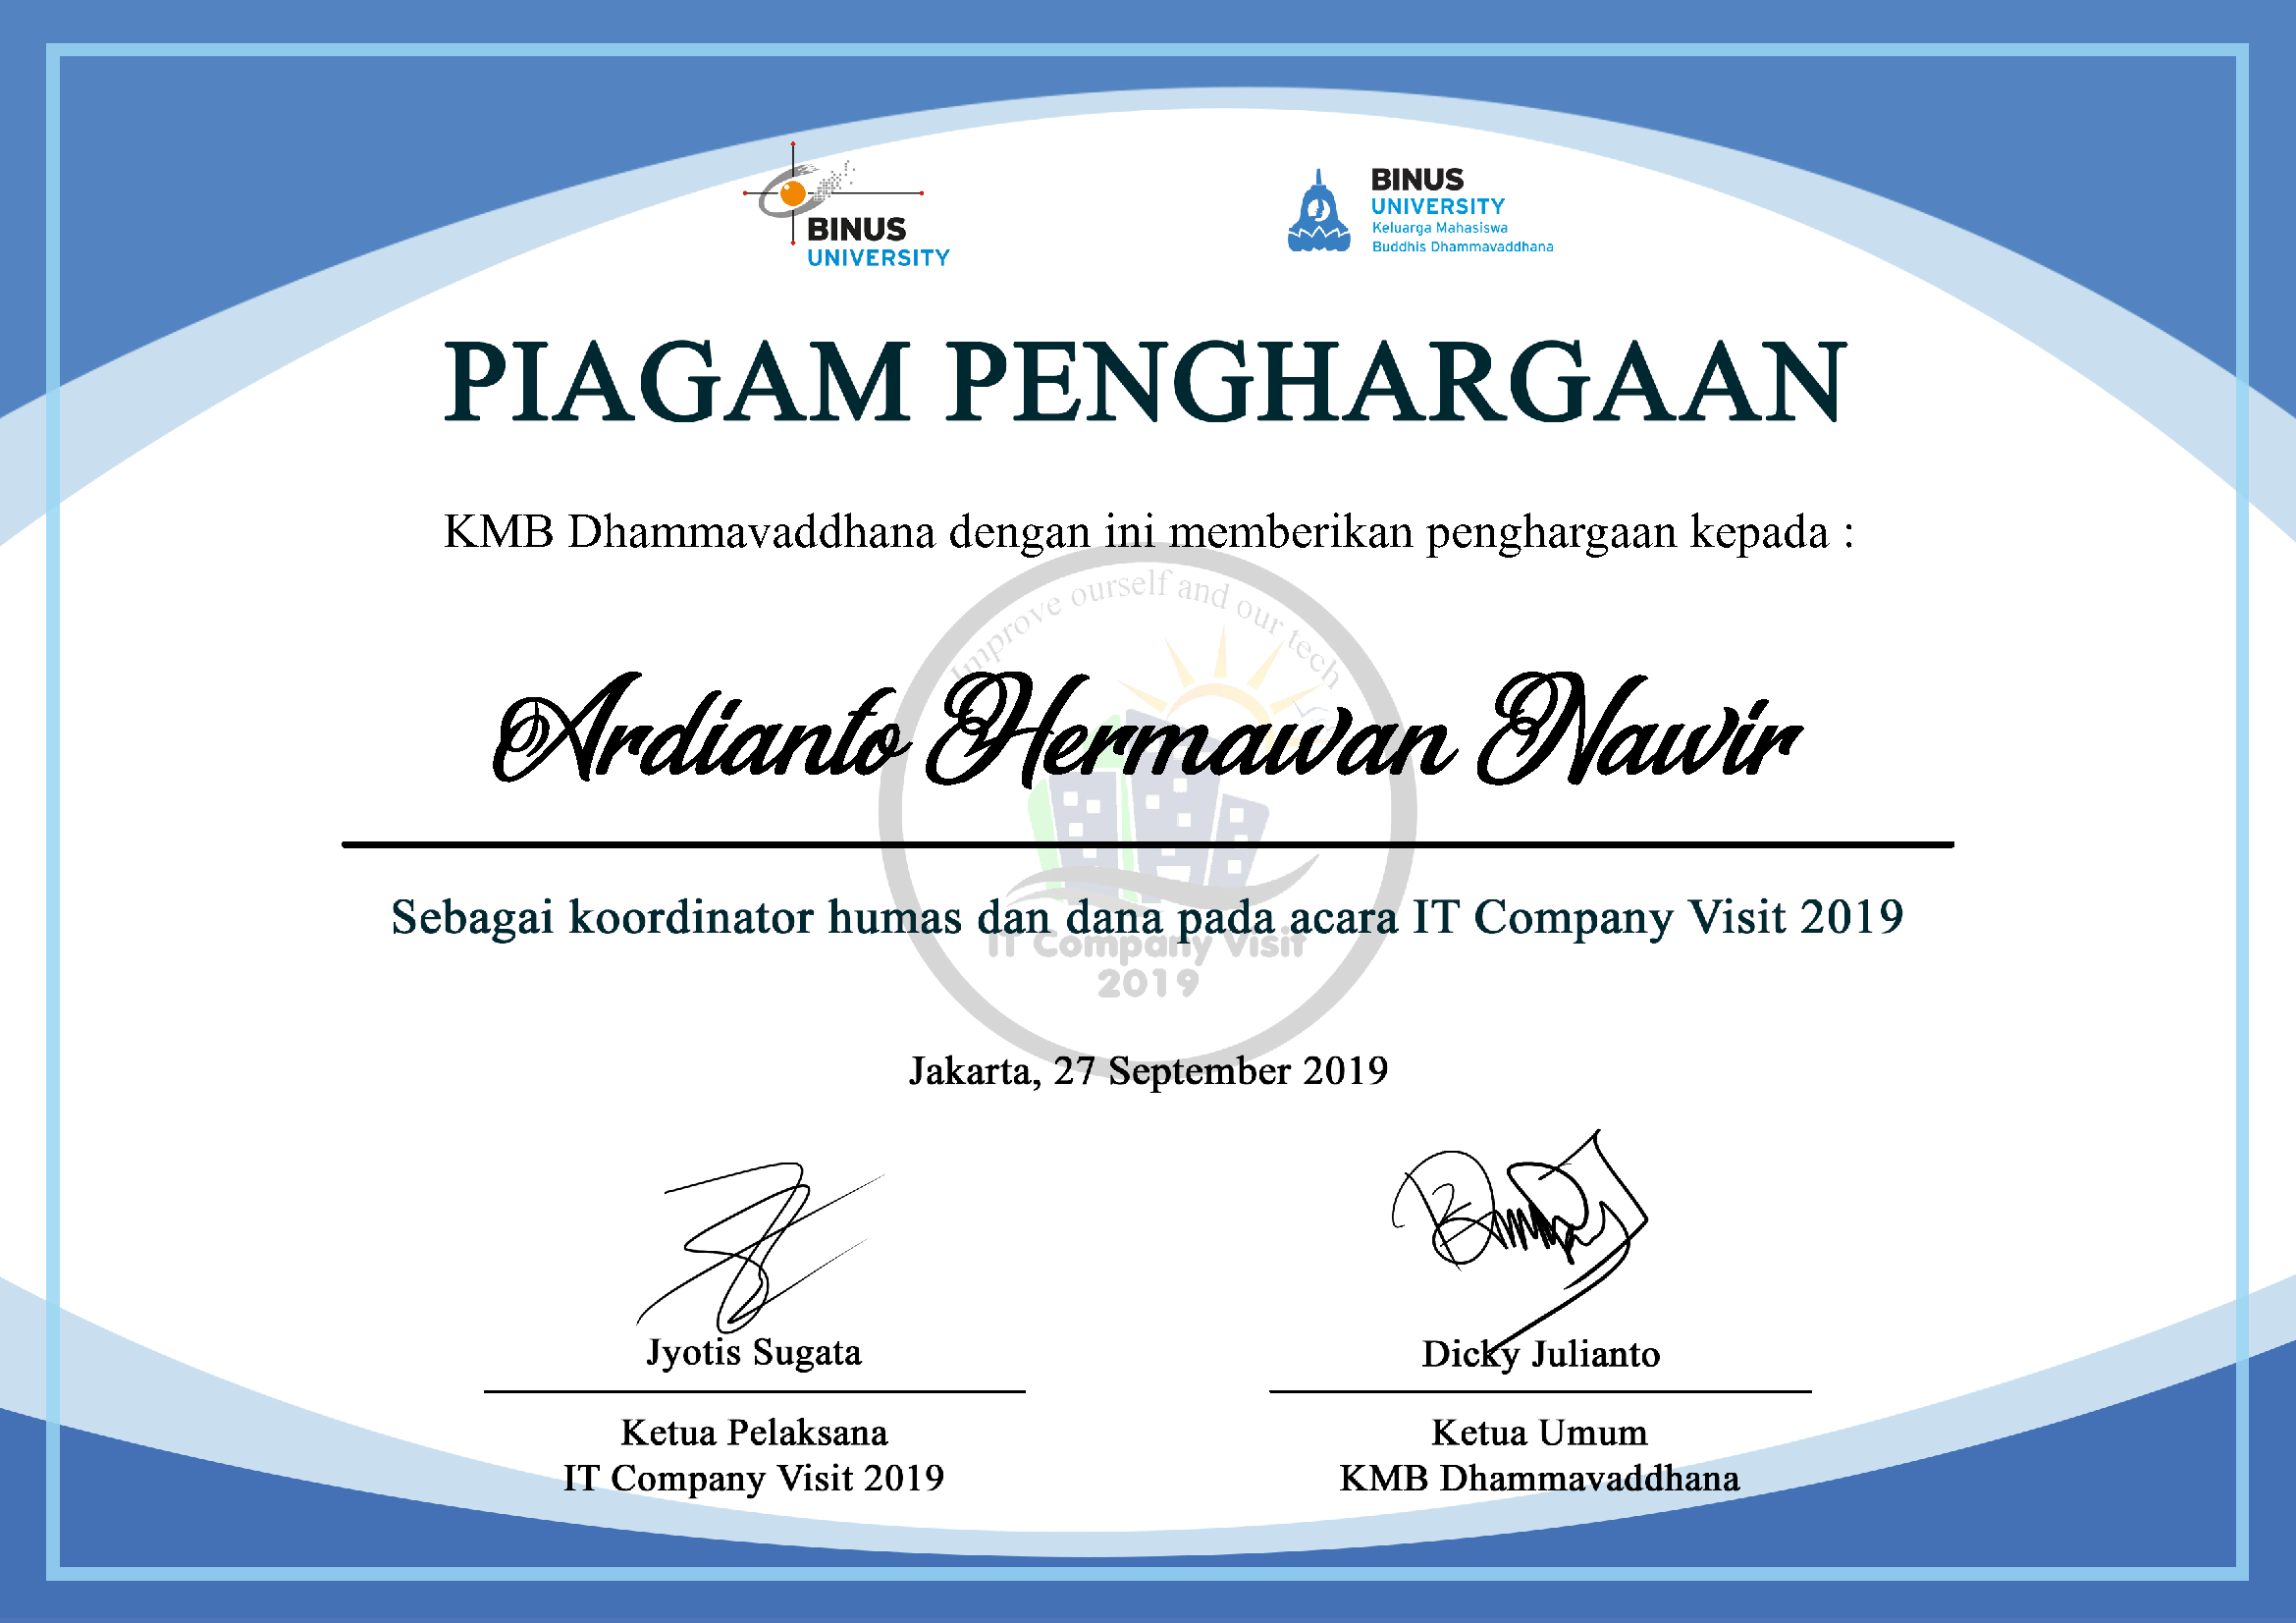 BINUS
UNIVERSITY
BINUS
UNIVERSITY
Keluarga Mahasiswa
Buddhis Dhammavaddhana
PIAGAM PENGHARGAAN
KMB Dhammavaddhana dengan ini memberikan penghargaan kepada :
Improve ourself and our tech
Ardianto Hermawan Nawir
Sebagai koordinator humas dan dana pada acara IT Company Visit 2019
IT Company Visit
2019
Jakarta, 27 September 2019
Jyotis Sugata
Ketua Pelaksana
IT Company Visit 2019
Dicky Julianto
Ketua Umum
KMB Dhammavaddhana